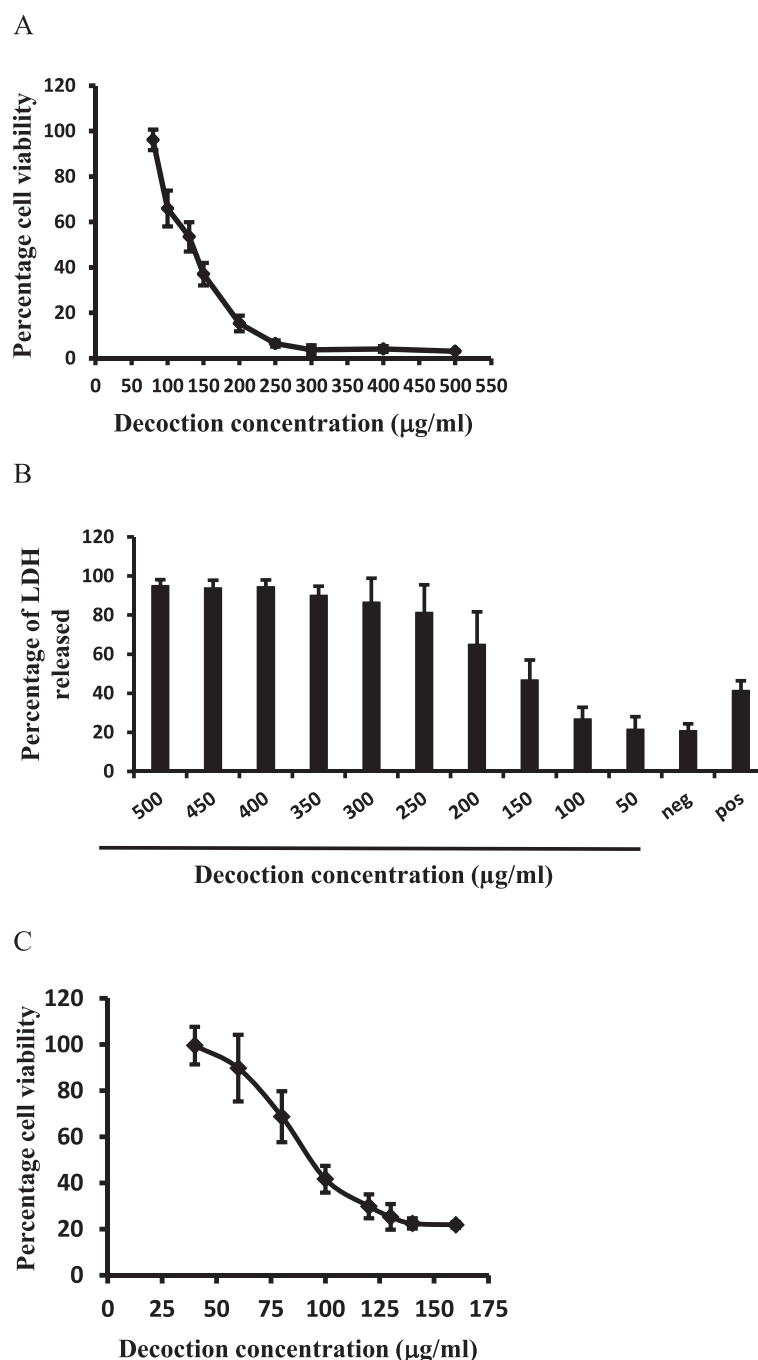 A
120
100
80
60
40
20
0
Percentage cell viability
0 50 100 150 200 250 300 350 400 450 500 550
Decoction concentration (μg/ml)
B
120
100
80
60
40
20
0
Percentage of LDH
released
500 450 400 350 300 250 200 150 100 50 neg pos
Decoction concentration (μg/ml)
C
120
100
80
60
40
20
0
Percentage cell viability
0 25 50 75 100 125 150 175
Decoction concentration (μg/ml)